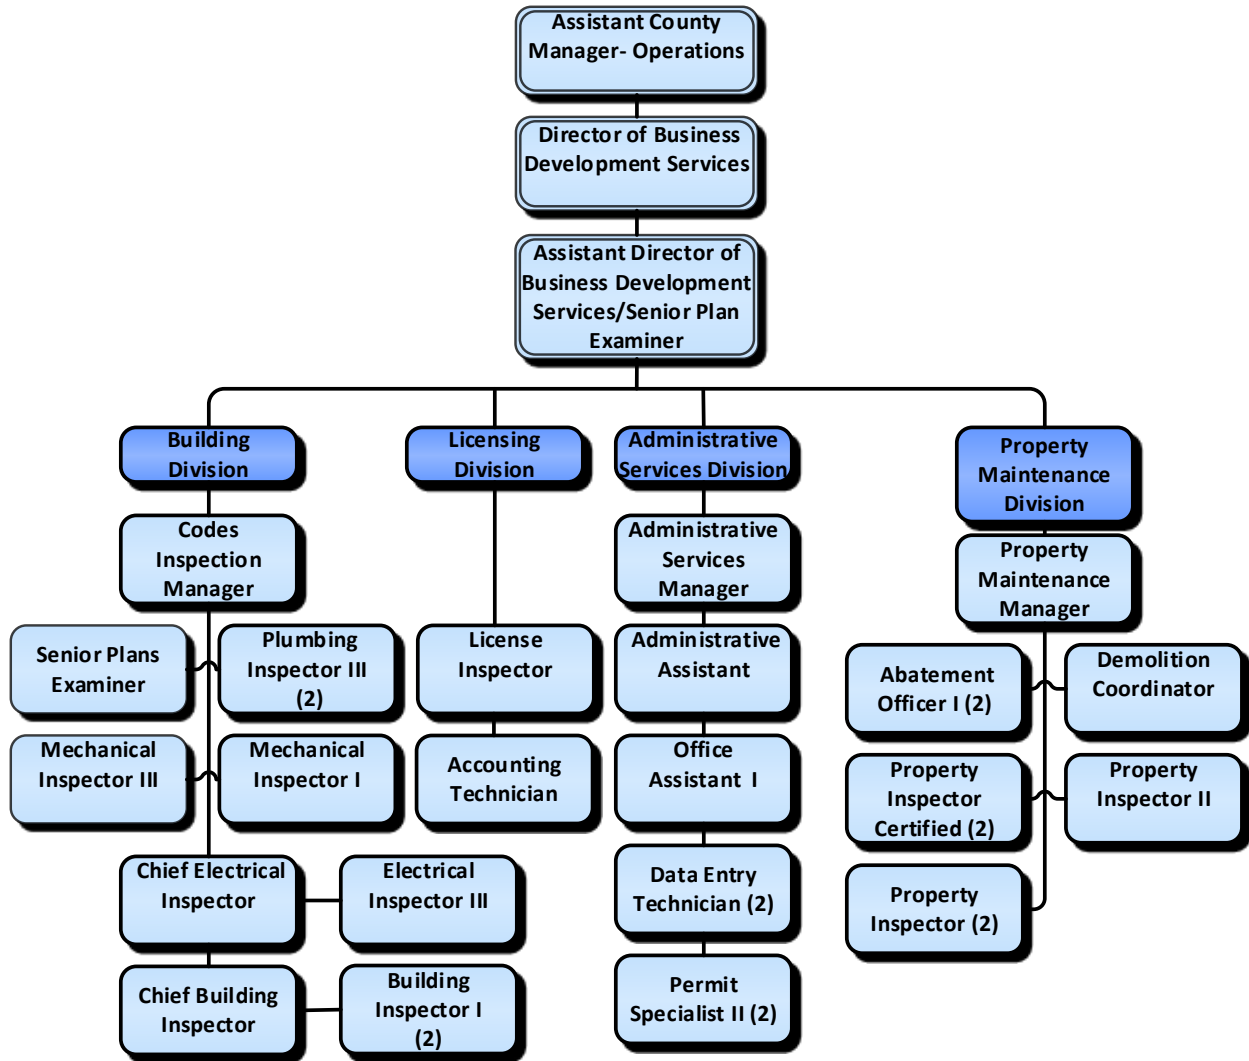 Assistant County
Manager- Operations
Director of Business
Development Services
Assistant Director of
Business Development
Services/Senior Plan
Examiner
Building
Division
Licensing
Division
Administrative
Services Division
Property
Maintenance
Division
Codes
Inspection
Manager
Administrative
Services
Manager
Property
Maintenance
Manager
Senior Plans
Examiner
Plumbing
Inspector III
(2)
License
Inspector
Administrative
Assistant
Abatement
Officer I (2)
Demolition
Coordinator
Mechanical
Inspector III
Mechanical
Inspector I
Accounting
Technician
Office
Assistant I
Property
Inspector
Certified (2)
Property
Inspector II
Chief Electrical
Inspector
Electrical
Inspector III
Data Entry
Technician (2)
Property
Inspector (2)
Chief Building
Inspector
Building
Inspector I
(2)
Permit
Specialist II (2)